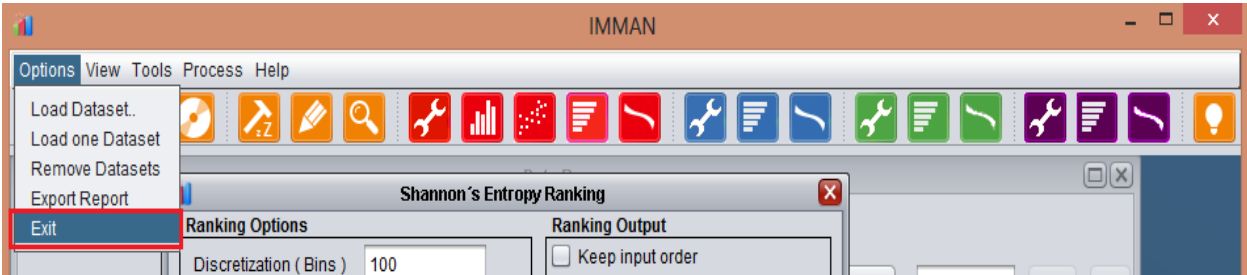 IMMAN
Options View Tools Process Help
Load Dataset..
Load one Dataset
Remove Datasets
Export Report
Exit
Shannon´s Entropy Ranking
Ranking Options
Ranking Output
Discretization ( Bins ) 100
Keep input order